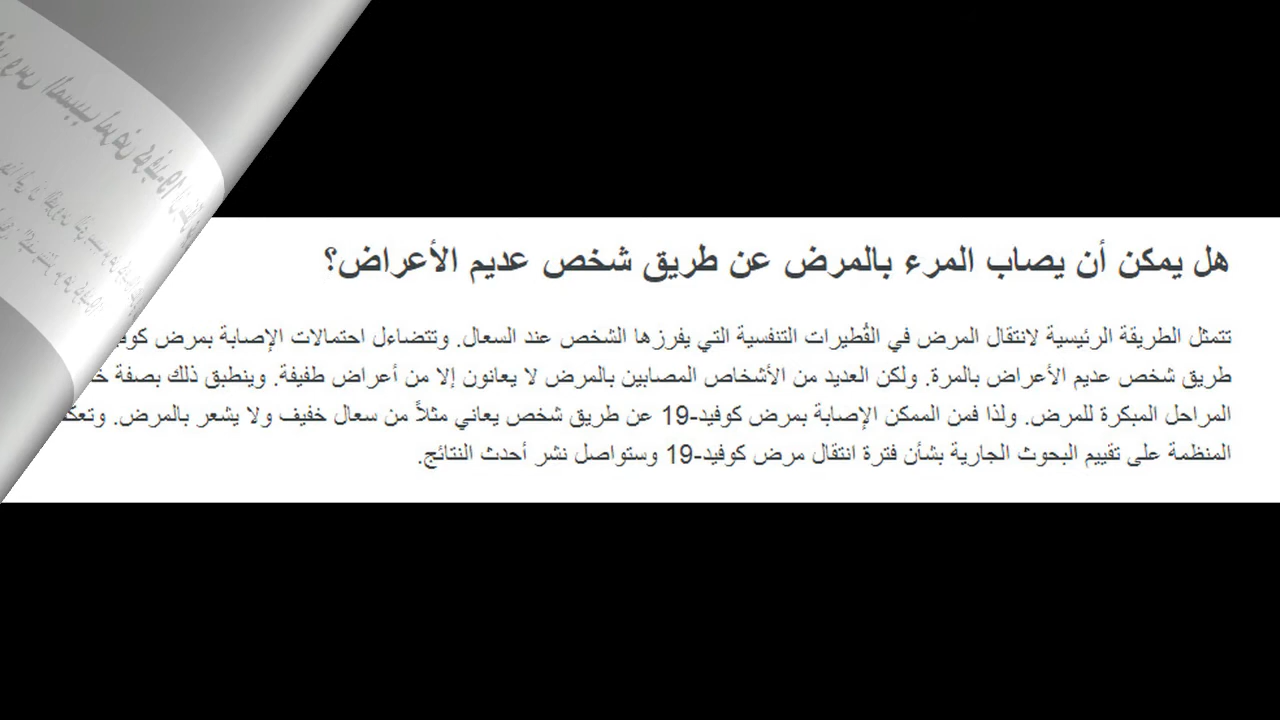 هل يمكن أن يصاب المرء بالمرض عن طريق شخص عديم الأعراض؟
تتمثل الطريقة الرئيسية لانتقال المرض في القُطيرات التنفسية التي يفرزها الشخص عند السعال. وتتضاءل احتمالات الإصابة بمرض
طريق شخص عديم الأعراض بالمرة. ولكن العديد من الأشخاص المصابين بالمرض لا يعانون إلا من أعراض طفيفة. وينطبق ذلك بصفة
المراحل المبكرة للمرض. ولذا فمن الممكن الإصابة بمرض كوفيد-19 عن طريق شخص يعاني مثلاً من سعال خفيف ولا يشعر بالمرض.
المنظمة على تقييم البحوث الجارية بشأن فترة انتقال مرض كوفيد-19 وستواصل نشر أحدث النتائج.